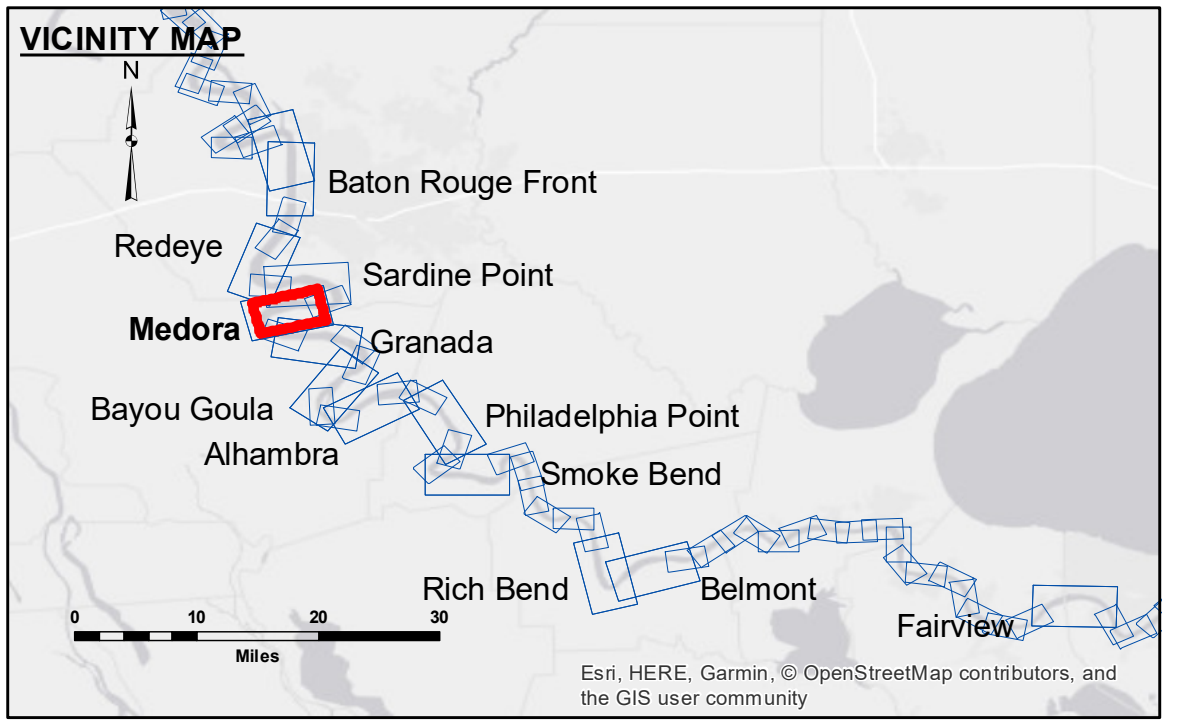 VICINITY MAP
N
Baton Rouge Front
Redeye
Sardine Point
Medora
Granada
Bayou Goula
Philadelphia Point
Alhambra
Smoke Bend
Rich Bend
Belmont
Fairview
0 10 20 30
Miles
Esri, HERE, Garmin, © OpenStreetMap contributors, and
the GIS user community